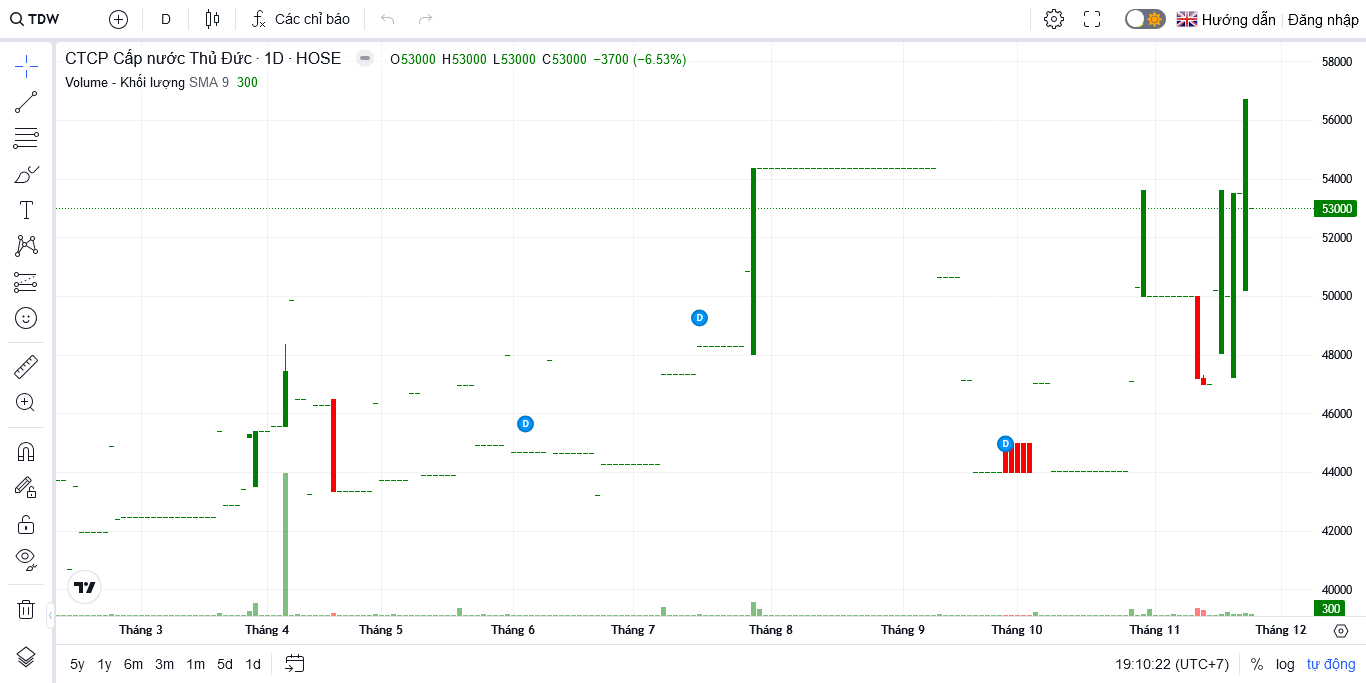 TDW D Các chỉ báo Hướng dẫn Đăng nhập
CTCP Cấp nước Thủ Đức · 1D · HOSE O53000 H53000 L53000 C53000 −3700 (−6.53%)
Volume - Khối lượng SMA 9 300
58000
56000
54000
53000
52000
50000
48000
46000
44000
42000
40000
300
D
D
D
Tháng 3 Tháng 4 Tháng 5 Tháng 6 Tháng 7 Tháng 8 Tháng 9 Tháng 10 Tháng 11 Tháng 12
5y 1y 6m 3m 1m 5d 1d 19:10:22 (UTC+7) % log tự động